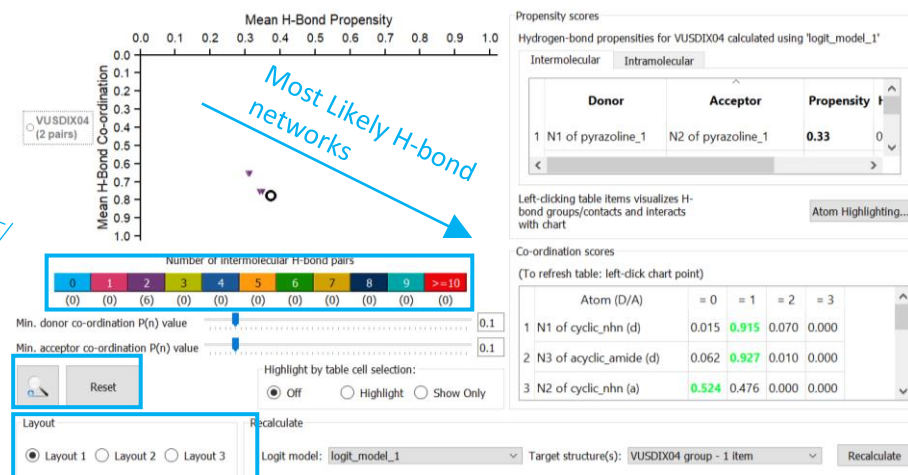 Mean H-Bond Propensity
0.0 0.1 0.2 0.3 0.4 0.5 0.6 0.7 0.8 0.9 1.0
Mean H-Bond Co-ordination
0.0
0.1
0.2
0.3
0.4
0.5
0.6
0.7
0.8
0.9
1.0
VUSDIX04
(2 pairs)
Most Likely H-bond
networks
Number of intermolecular H-bond pairs
0 1 2 3 4 5 6 7 8 9 >=10
(0) (0) (6) (0) (0) (0) (0) (0) (0) (0) (0)
Min. donor co-ordination P(n) value 0.1
Min. acceptor co-ordination P(n) value 0.1
Reset
Highlight by table cell selection:
Off Highlight Show Only
Layout
Layout 1 Layout 2 Layout 3
Propensity scores
Hydrogen-bond propensities for VUSDIX04 calculated using 'logit_model_1'
Intermolecular Intramolecular
Donor Acceptor Propensity
1 N1 of pyrazoline_1 N2 of pyrazoline_1 0.33 0
Left-clicking table items visualizes H-
bond groups/contacts and interacts
with chart
Atom Highlighting...
Co-ordination scores
(To refresh table: left-click chart point)
Atom (D/A) = 0 = 1 = 2 = 3
1 N1 of cyclic_nhn (d) 0.015 0.915 0.070 0.000
2 N3 of acyclic_amide (d) 0.062 0.927 0.010 0.000
3 N2 of cyclic_nhn (a) 0.524 0.476 0.000 0.000
Recalculate
Logit model: logit_model_1 Target structure(s): VUSDIX04 group - 1 item Recalculate